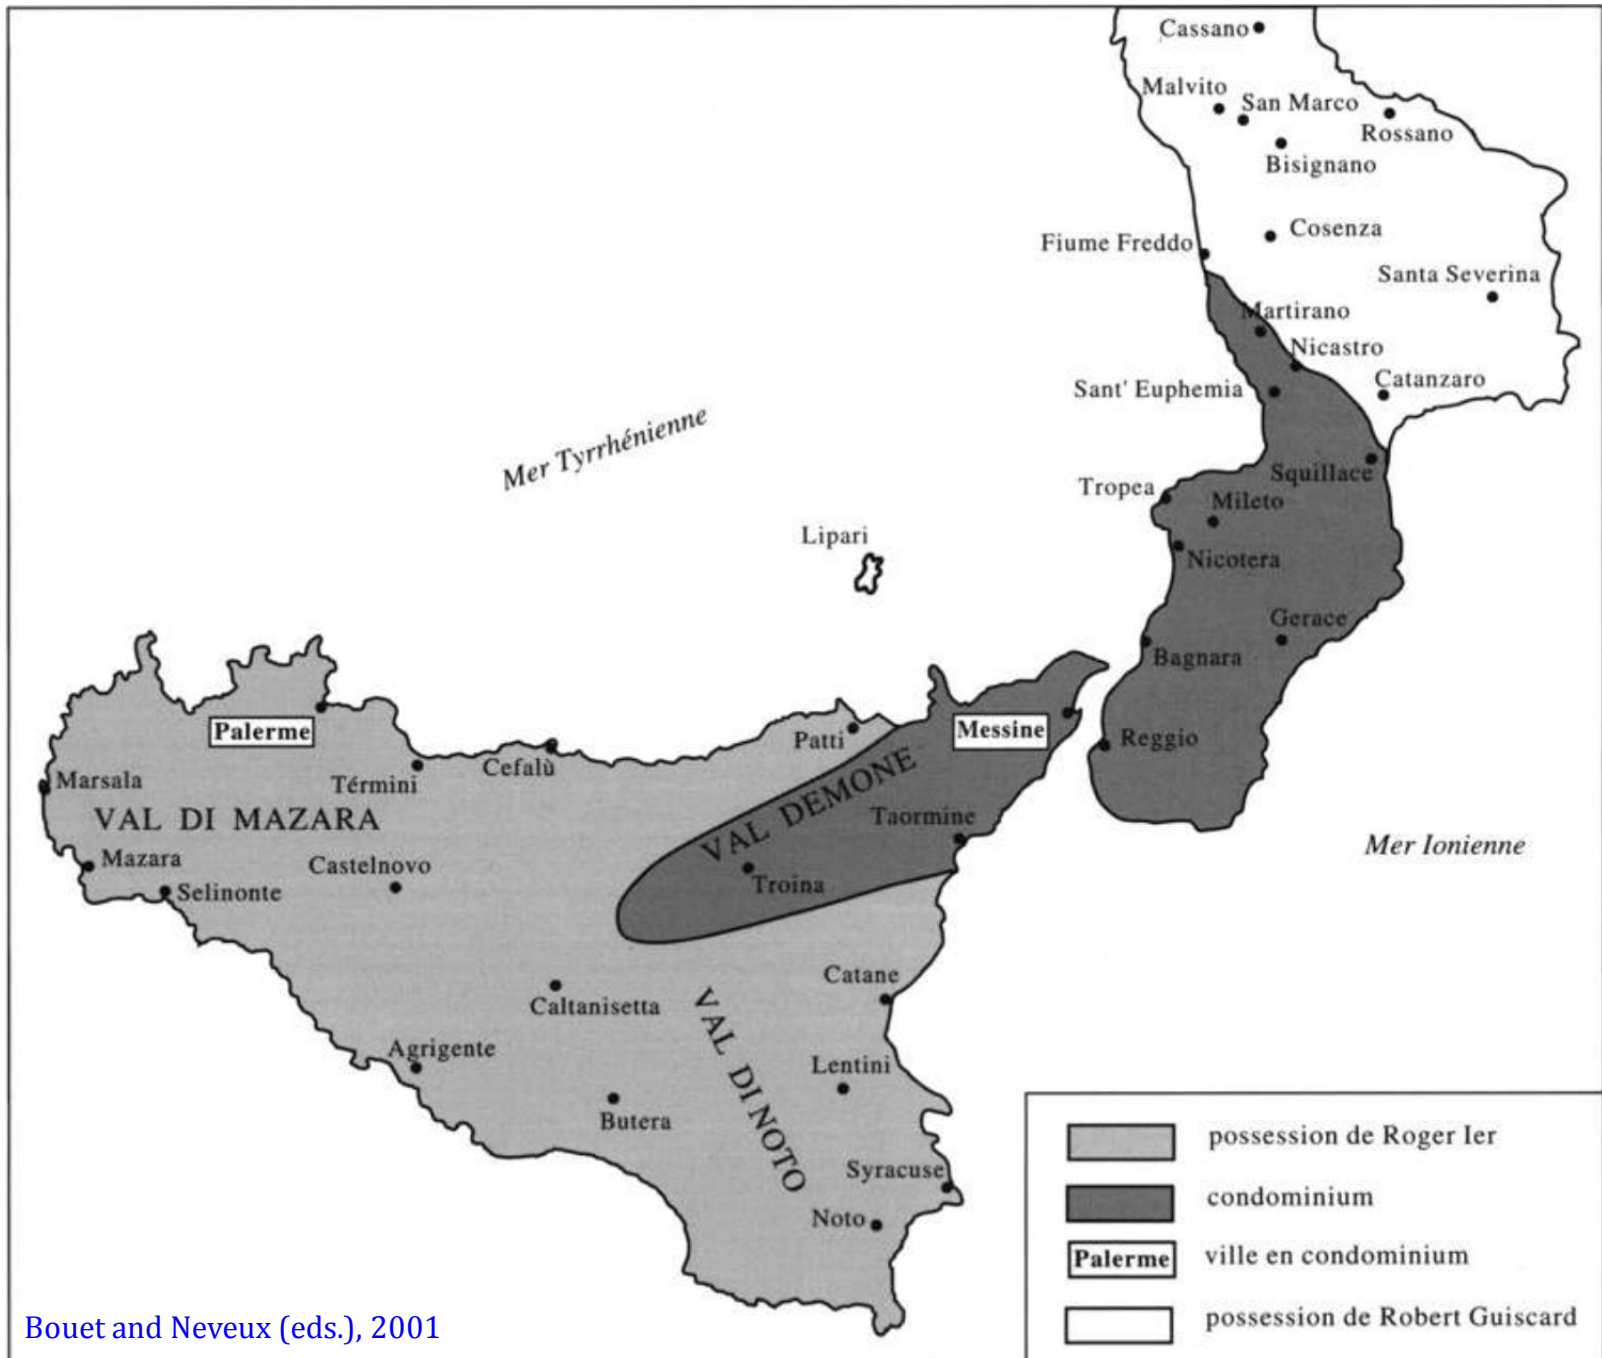 Cassano
Malvito
San Marco
Rossano
Bisignano
Fiume Freddo
Cosenza
Santa Severina
Martirano
Nicastro
Sant' Euphemia
Catanzaro
Mer Tyrrhénienne
Squillace
Tropea
Mileto
Lipari
Nicotera
Gerace
Bagnara
Palerme
Patti
Messine
Reggio
Cefalù
Marsala
Términi
VAL DEMONE
Taormine
VAL DI MAZARA
Mer Ionienne
Mazara
Castelnovo
Selinonte
Troina
Catane
Caltanisetta
VAL DI NOTO
Agrigente
Lentini
Butera
Syracuse
Noto
possession de Roger Ier
condominium
Palerme ville en condominium
possession de Robert Guiscard
Bouet and Neveux (eds.), 2001